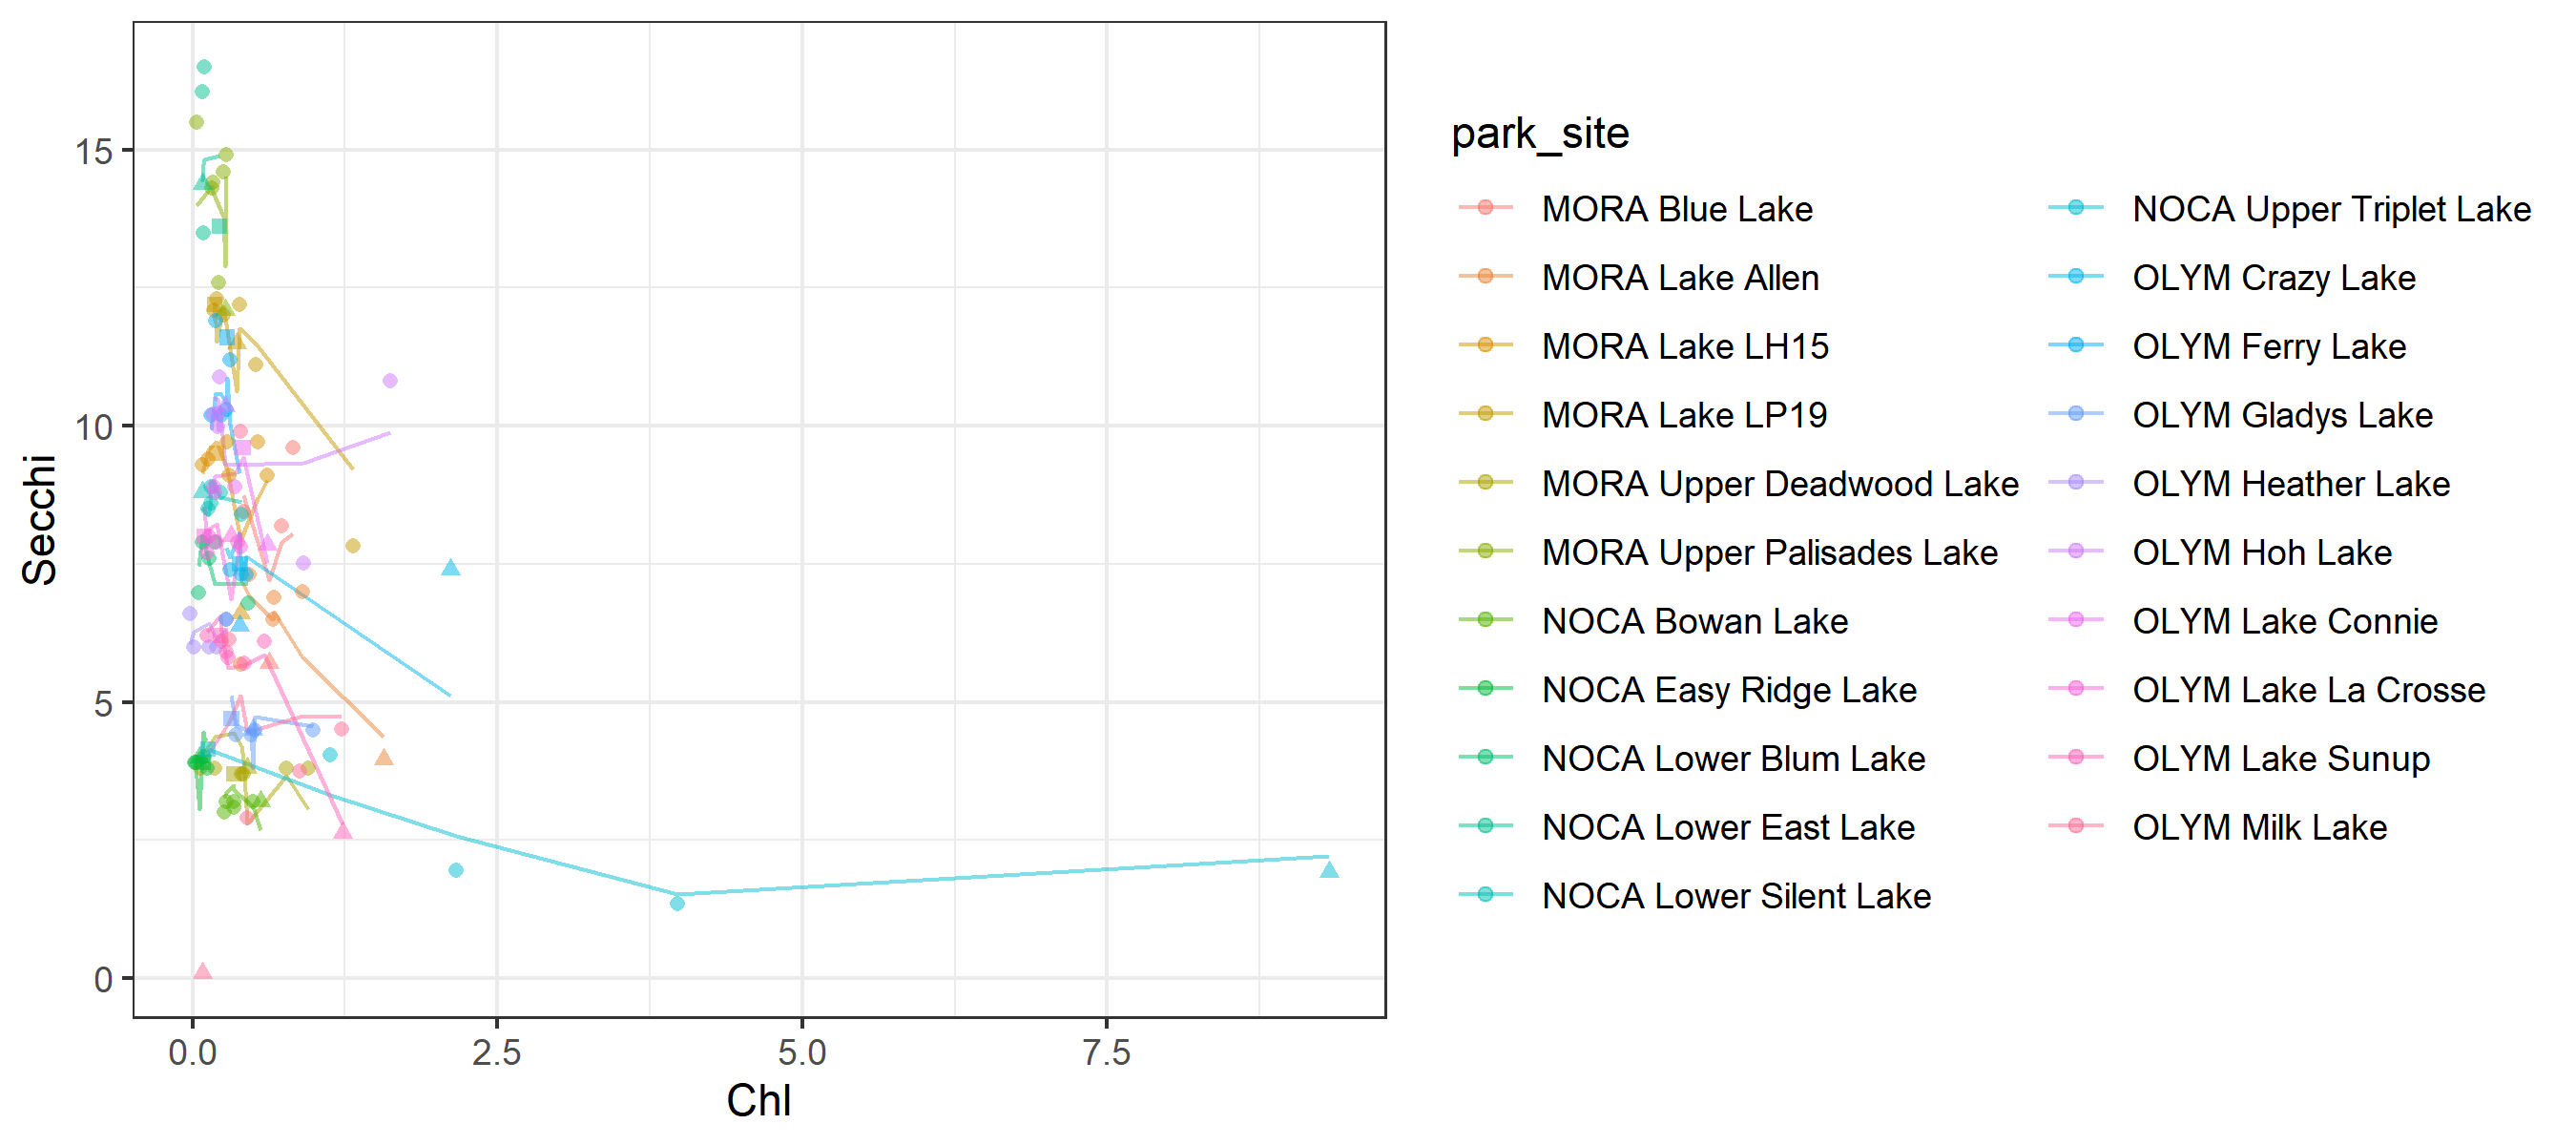 15
10
5
0
Secchi
0.0
2.5
5.0
7.5
Chl
park_site
MORA Blue Lake
MORA Lake Allen
MORA Lake LH15
MORA Lake LP19
MORA Upper Deadwood Lake
MORA Upper Palisades Lake
NOCA Bowan Lake
NOCA Easy Ridge Lake
NOCA Lower Blum Lake
NOCA Lower East Lake
NOCA Lower Silent Lake
NOCA Upper Triplet Lake
OLYM Crazy Lake
OLYM Ferry Lake
OLYM Gladys Lake
OLYM Heather Lake
OLYM Hoh Lake
OLYM Lake Connie
OLYM Lake La Crosse
OLYM Lake Sunup
OLYM Milk Lake